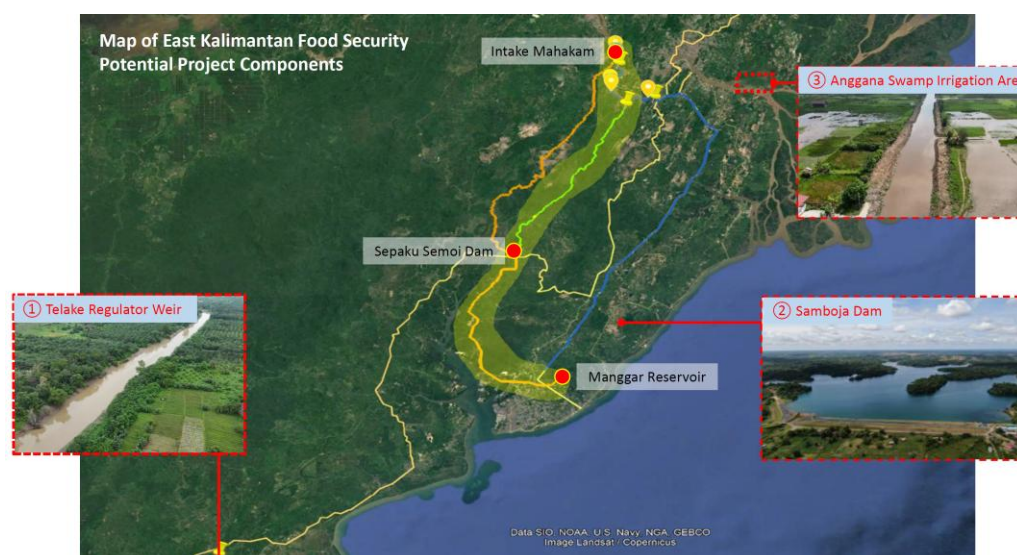 Map of East Kalimantan Food Security
Potential Project Components
Intake Mahakam
③ Anggana Swamp Irrigation Are
Sepaku Semoi Dam
① Telake Regulator Weir
② Samboja Dam
Manggar Reservoir
Data SIO, NOAA, U.S. Navy, NGA, GEBCO
Image Landsat / Copernicus